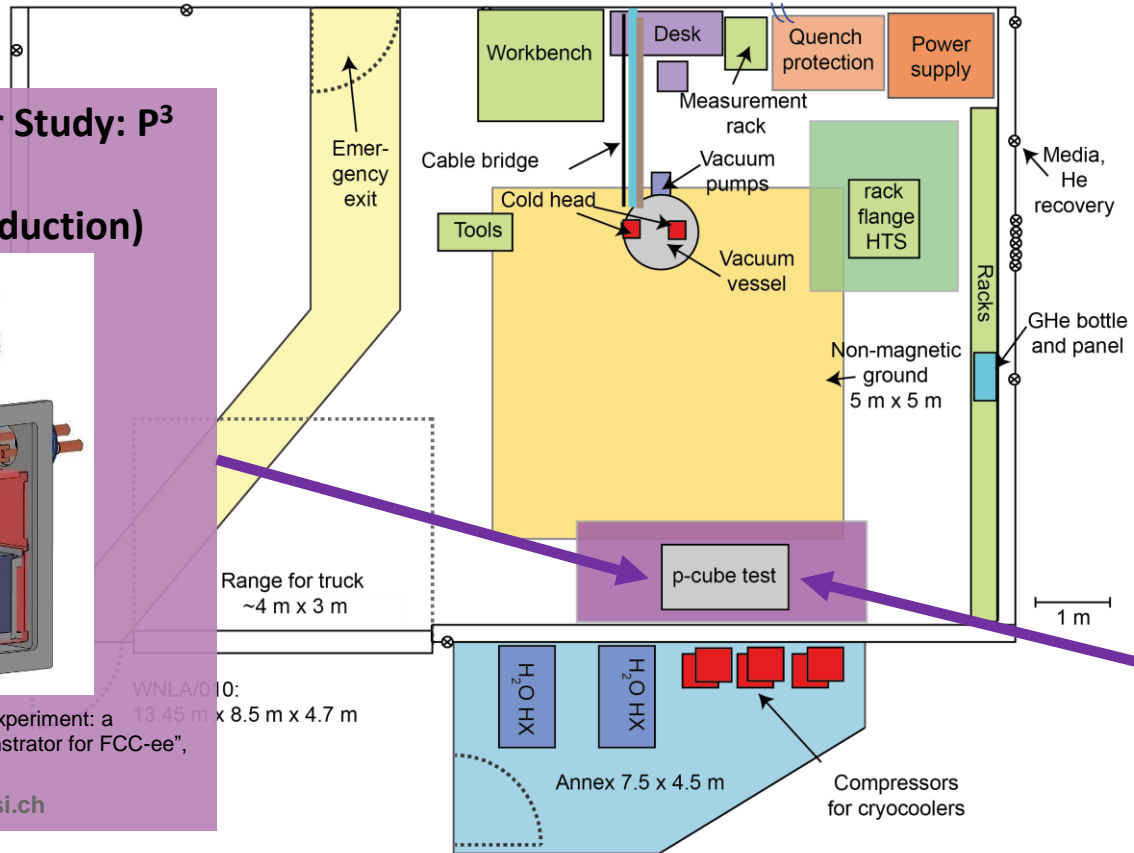 r Study: P³
duction)
Workbench
Desk
Quench
protection
Power
supply
Measurement
rack
Emer-
gency
exit
Cable bridge
Vacuum
pumps
Cold head
Tools
Vacuum
vessel
rack
flange
HTS
Media,
He
recovery
Racks
GHe bottle
and panel
Non-magnetic
ground
5 m x 5 m
Range for truck
~4 m x 3 m
p-cube test
1 m
WNLA/010:
13.45 m x 8.5 m x 4.7 m
xperiment: a
nstrator for FCC-ee”,
si.ch
H₂O HX
H₂O HX
Annex 7.5 x 4.5 m
Compressors
for cryocoolers